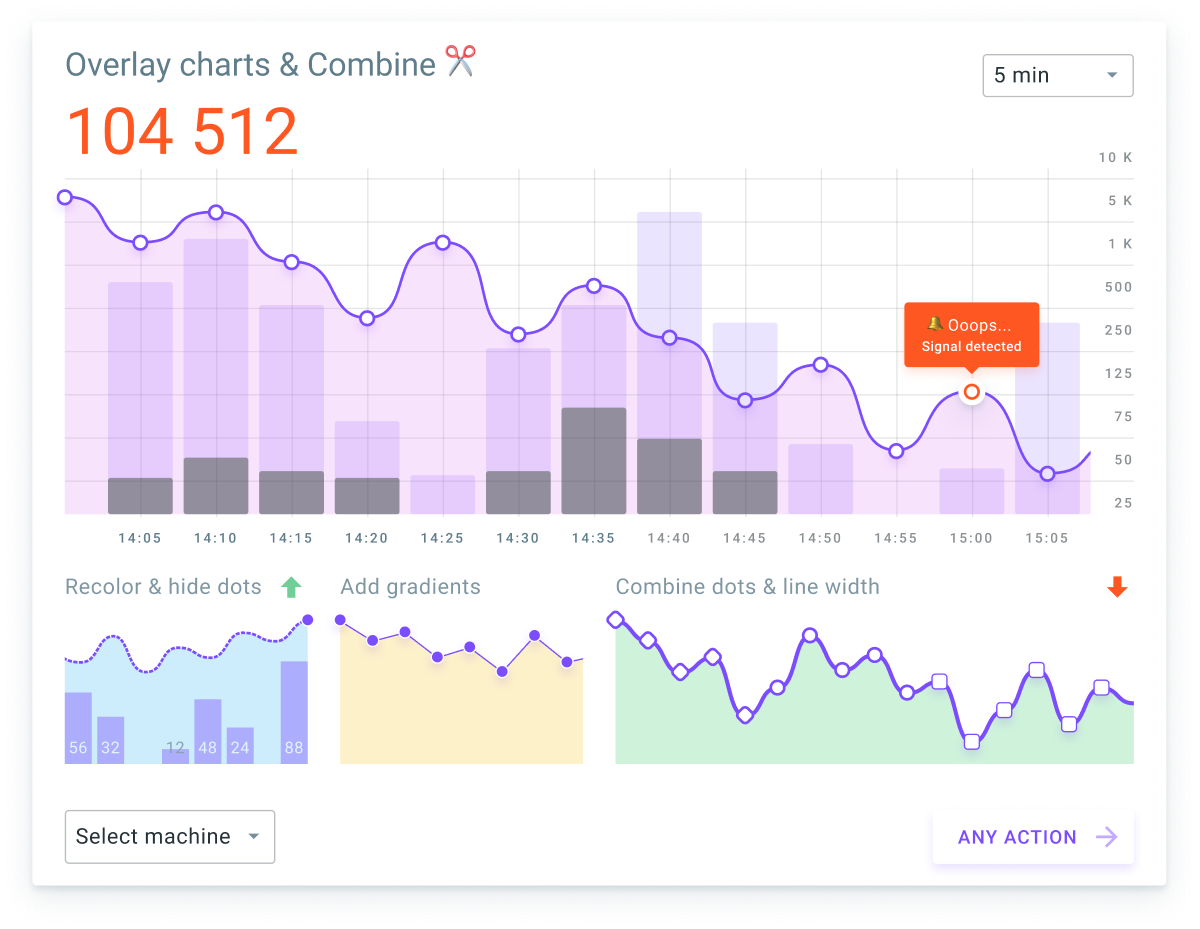 Overlay charts & Combine ✂️
5 min
104 512
10 K
5 K
1 K
500
250
125
75
50
25
🔔 Ooops...
Signal detected
14:05 14:10 14:15 14:20 14:25 14:30 14:35 14:40 14:45 14:50 14:55 15:00 15:05
Recolor & hide dots
Add gradients
Combine dots & line width
56 32 12 48 24 88
Select machine
ANY ACTION